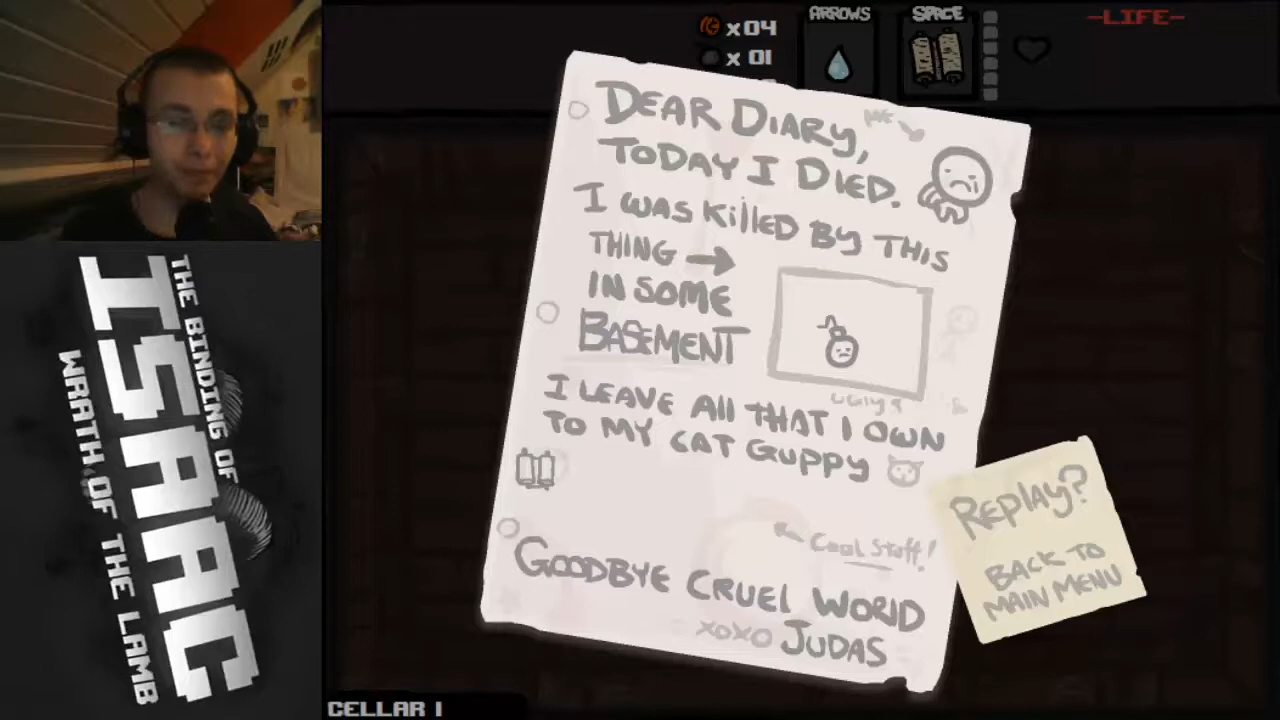 x04
x 01
ARROWS
SPACE
-LIFE-
DEAR DIARY,
ME
TODAY I DIED.
I WAS KillED BY THIS
THING →
IN SOME
BASEMENT
UGLY
I LEAVE All THAT I OWN
TO MY CAT GUPPY
Cool Stuff!
GOODBYE CRUEL WORlD
XOXO JUDAS
REPlAY?
BACK TO
MAIN MENU
THE BINDING OF
ISAAC
WRATH OF THE LAMB
CELLAR I